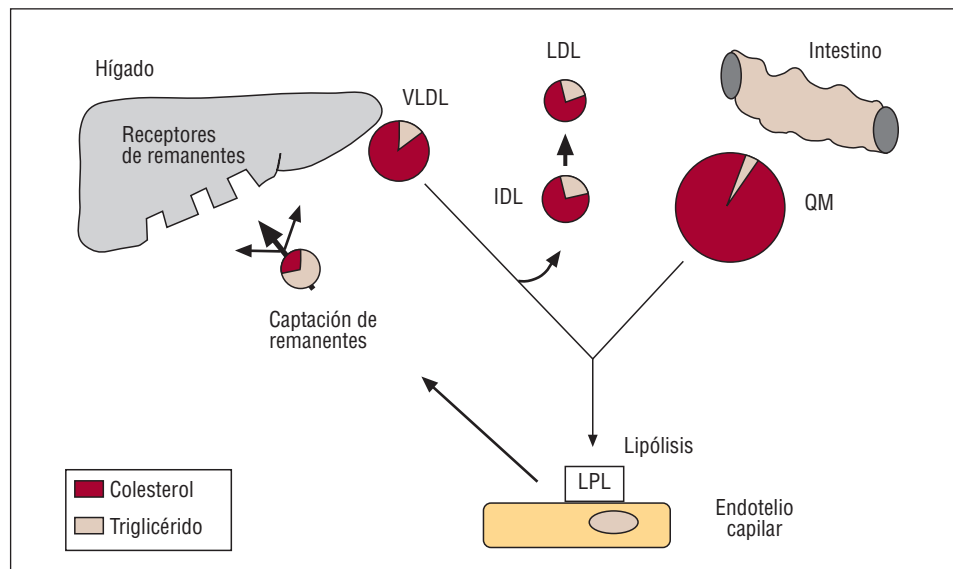 Hígado
Receptores
de remanentes
VLDL
LDL
IDL
Intestino
QM
Captación de
remanentes
Lipólisis
LPL
Endotelio
capilar
Colesterol
Triglicérido